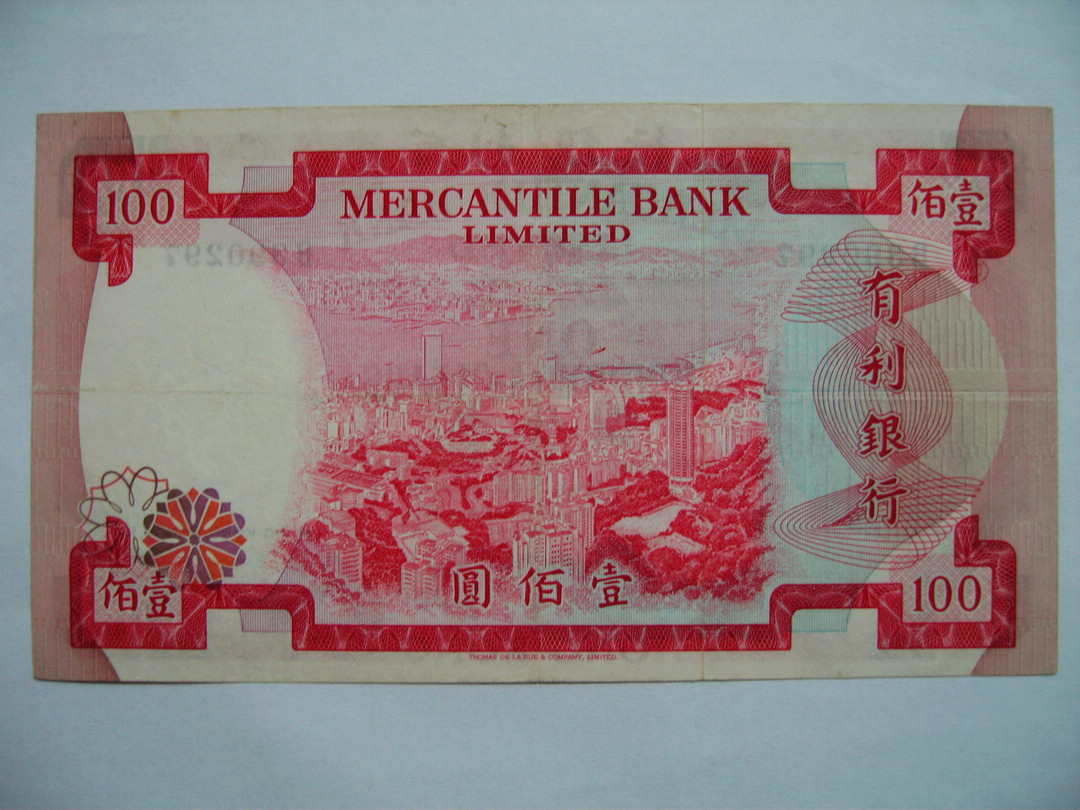 MERCANTILE BANK
LIMITED
100
佰壹
有利銀行
圓佰壹
佰壹
100
THOMAS DE LA RUE & COMPANY, LIMITED.